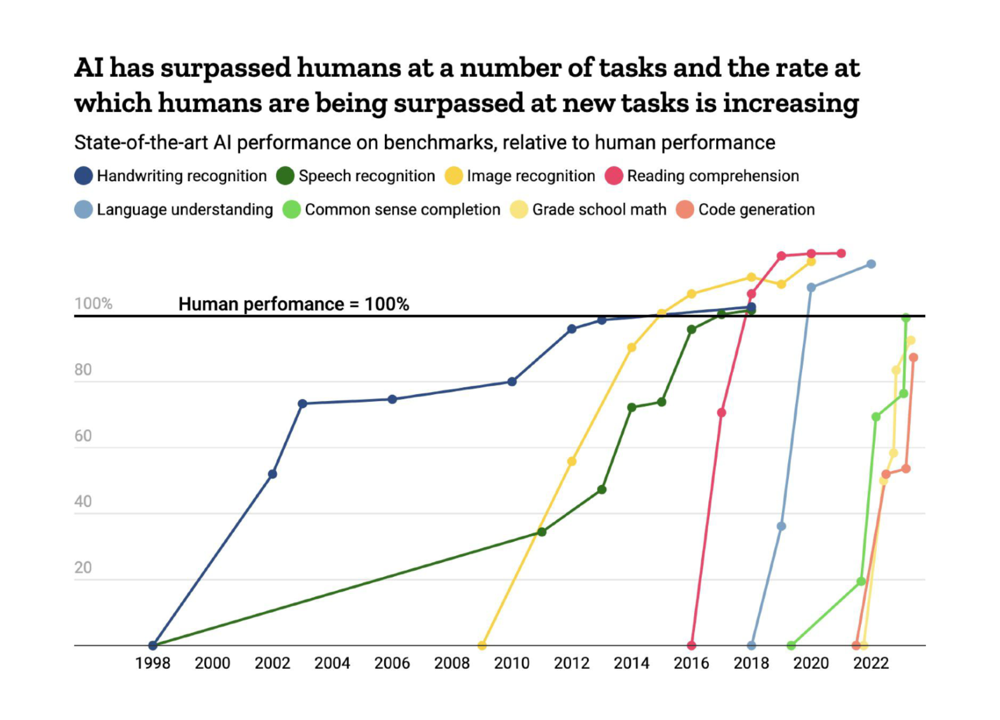 AI has surpassed humans at a number of tasks and the rate at
which humans are being surpassed at new tasks is increasing
State-of-the-art AI performance on benchmarks, relative to human performance
Handwriting recognition Speech recognition Image recognition Reading comprehension
Language understanding Common sense completion Grade school math Code generation
100% Human perfomance = 100%
80
60
40
20
1998 2000 2002 2004 2006 2008 2010 2012 2014 2016 2018 2020 2022